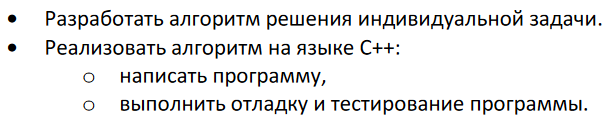 • Разработать алгоритм решения индивидуальной задачи.
• Реализовать алгоритм на языке C++:
o написать программу,
o выполнить отладку и тестирование программы.